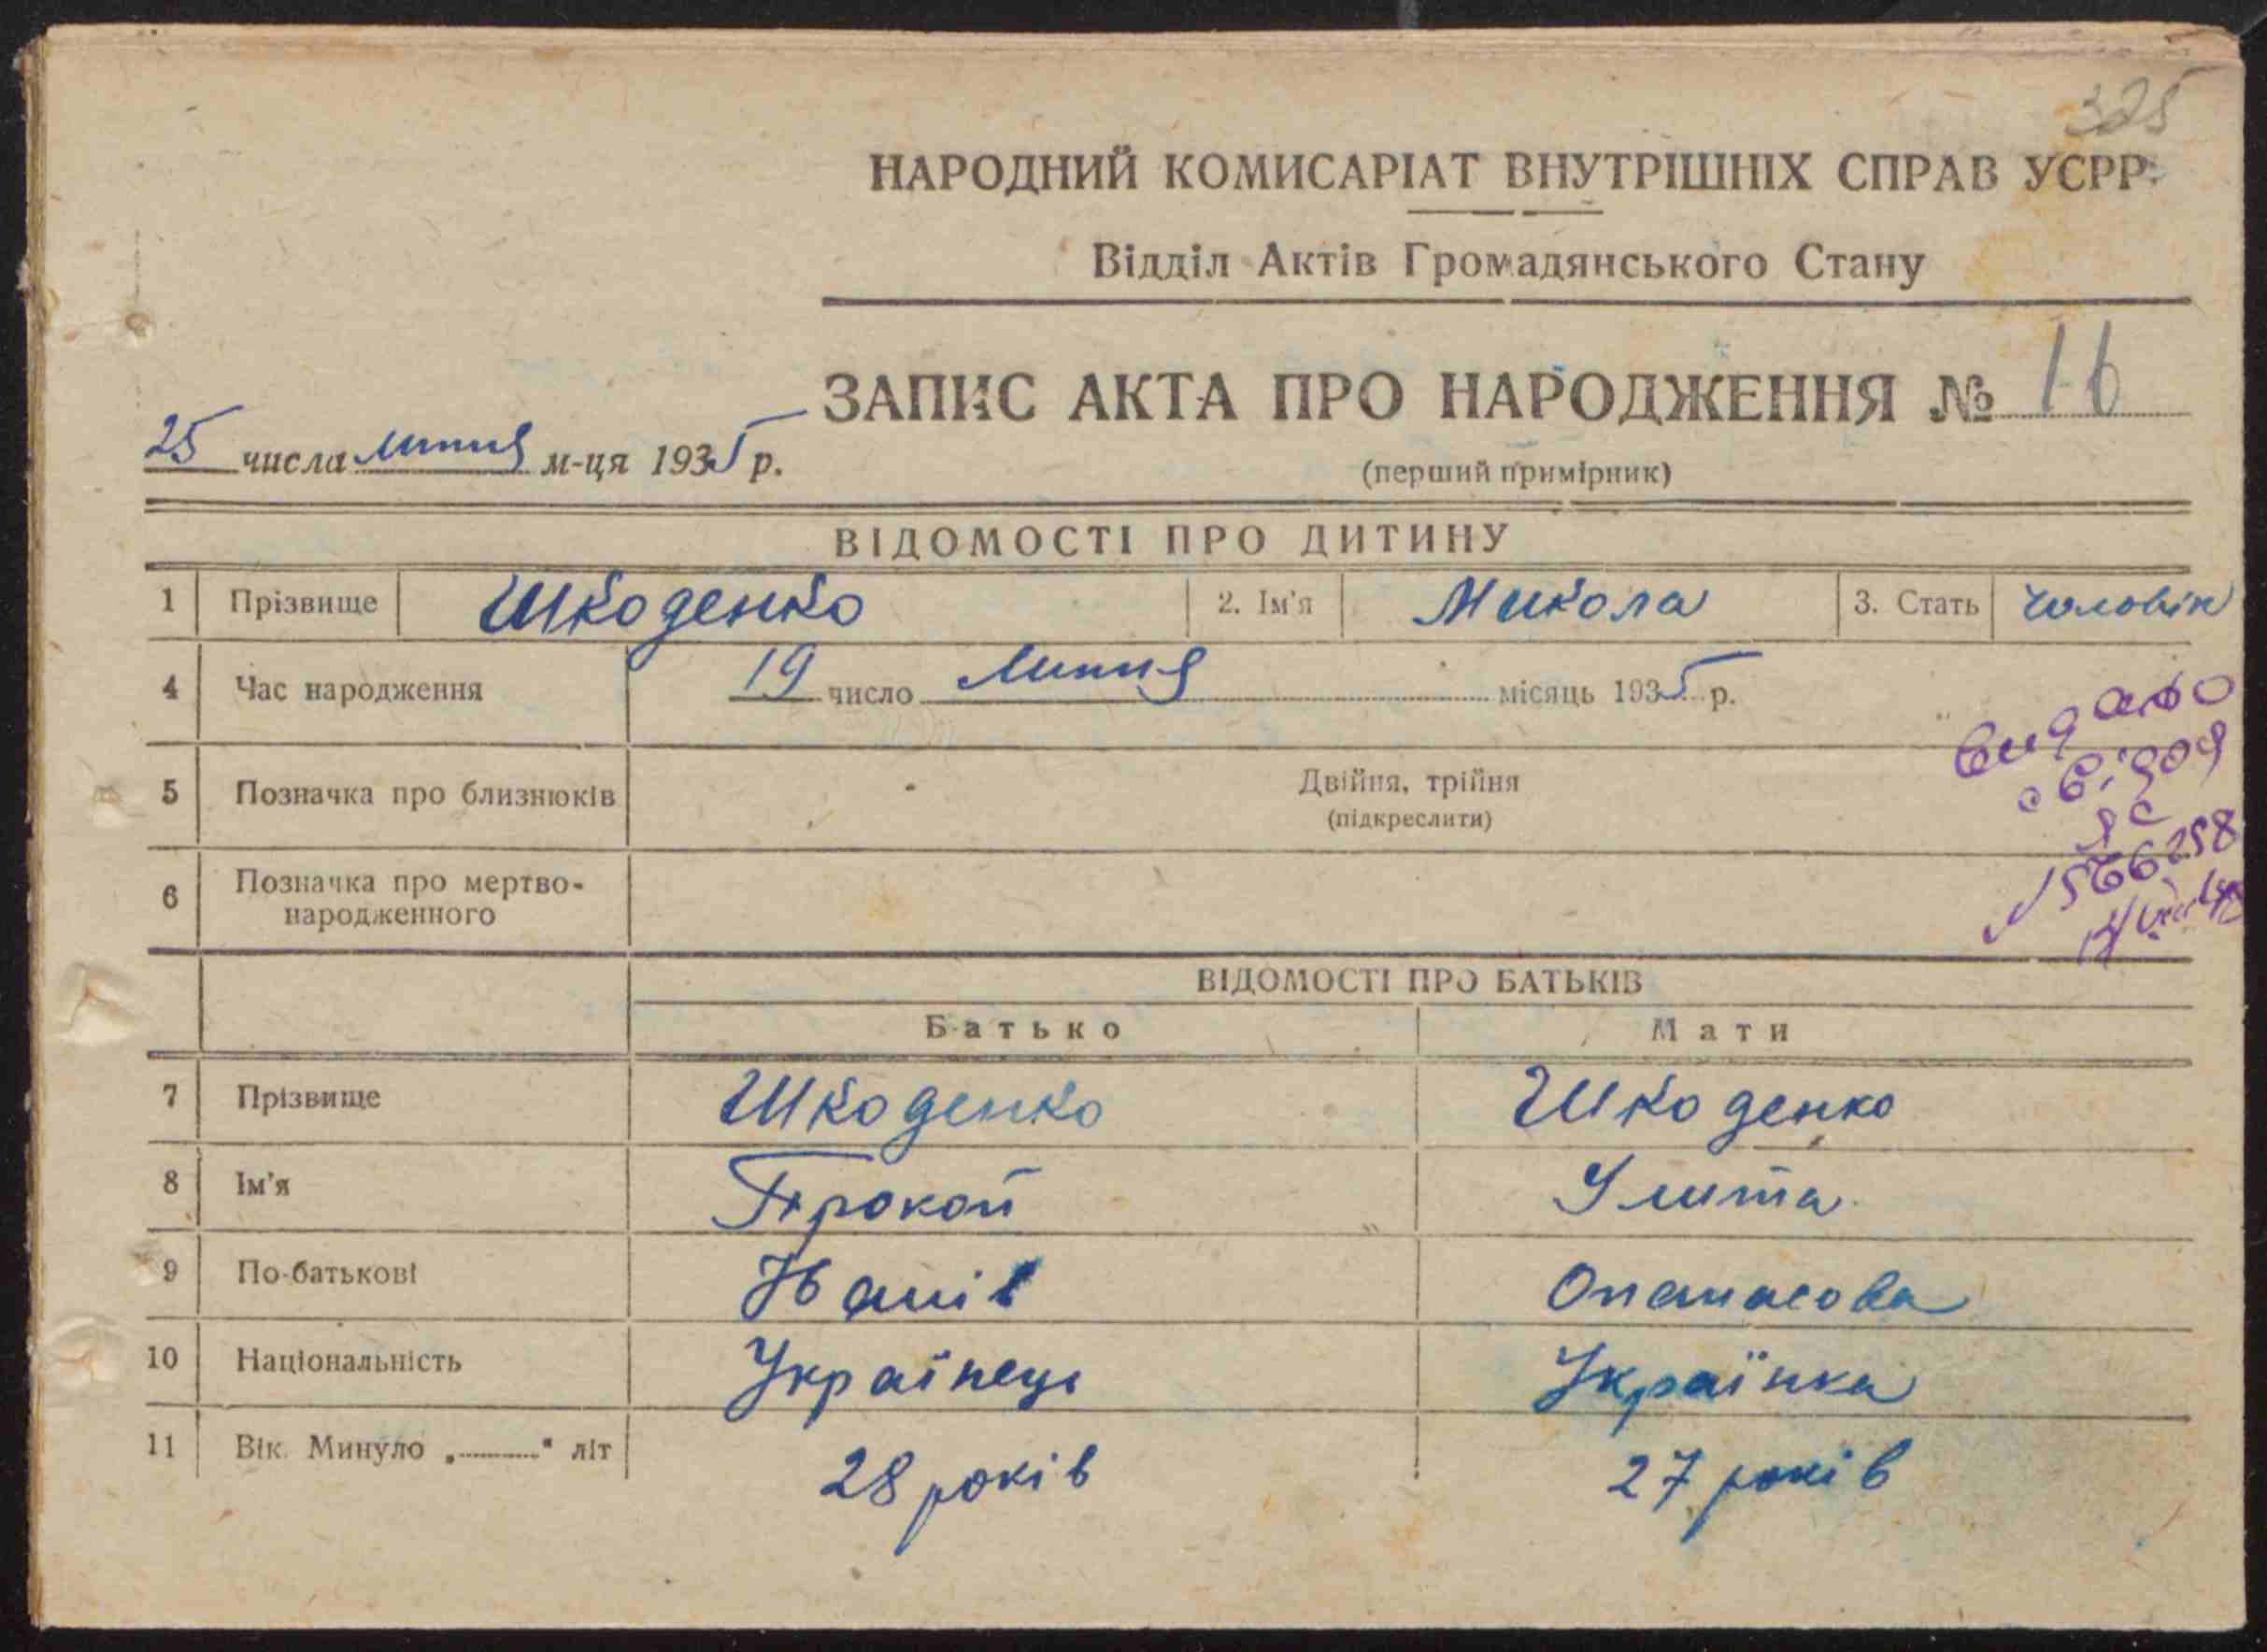 325
НАРОДНИЙ КОМИСАРІАТ ВНУТРІШНІХ СПРАВ УСРР
Відділ Актів Громадянського Стану
ЗАПИС АКТА ПРО НАРОДЖЕННЯ № 16
25 числа липня м-ця 1935 р.
(перший примірник)
ВІДОМОСТІ ПРО ДИТИНУ
1 Прізвище Шкоденко 2. Ім'я Микола 3. Стать чоловік
4 Час народження 19 число липня місяць 1935 р.
видано
свідод
5 Позначка про близнюків Двійня, трійня
(підкреслити)
6 Позначка про мертво-
народженного
ВІДОМОСТІ ПРО БАТЬКІВ
Батько Мати
7 Прізвище Шкоденко Шкоденко
8 Ім'я Прокоп Улита
9 По-батькові Іванів Опанасова
10 Національність Українець Українка
11 Вік. Минуло „ " літ 28 років 27 років